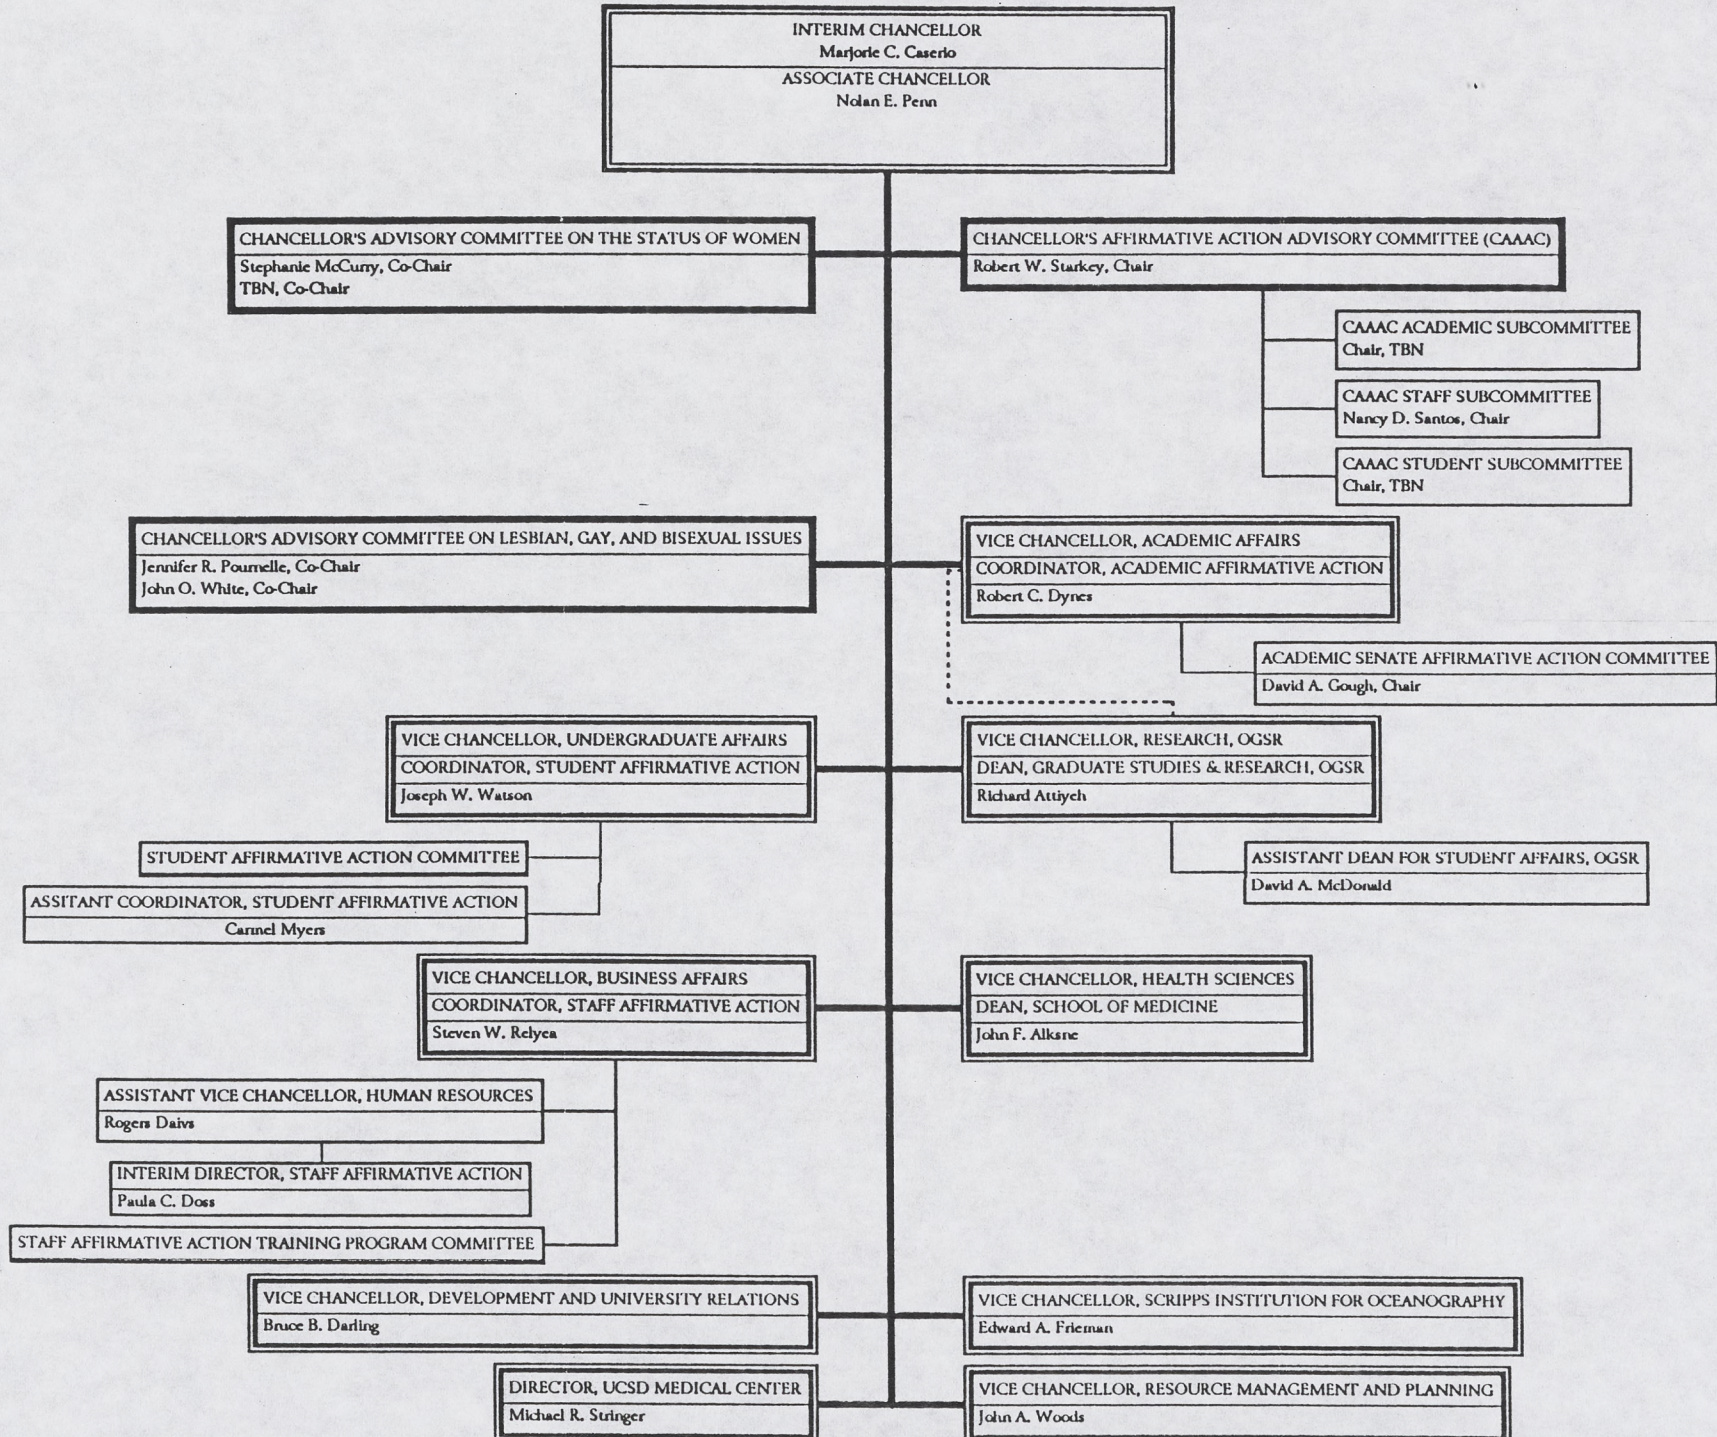 INTERIM CHANCELLOR
Marjorie C. Caserio
ASSOCIATE CHANCELLOR
Nolan E. Penn
CHANCELLOR'S ADVISORY COMMITTEE ON THE STATUS OF WOMEN
Stephanie McCurry, Co-Chair
TBN, Co-Chair
CHANCELLOR'S AFFIRMATIVE ACTION ADVISORY COMMITTEE (CAAAC)
Robert W. Starkey, Chair
CAAAC ACADEMIC SUBCOMMITTEE
Chair, TBN
CAAAC STAFF SUBCOMMITTEE
Nancy D. Santos, Chair
CAAAC STUDENT SUBCOMMITTEE
Chair, TBN
CHANCELLOR'S ADVISORY COMMITTEE ON LESBIAN, GAY, AND BISEXUAL ISSUES
Jennifer R. Pournelle, Co-Chair
John O. White, Co-Chair
VICE CHANCELLOR, ACADEMIC AFFAIRS
COORDINATOR, ACADEMIC AFFIRMATIVE ACTION
Robert C. Dynes
ACADEMIC SENATE AFFIRMATIVE ACTION COMMITTEE
David A. Gough, Chair
VICE CHANCELLOR, UNDERGRADUATE AFFAIRS
COORDINATOR, STUDENT AFFIRMATIVE ACTION
Joseph W. Watson
VICE CHANCELLOR, RESEARCH, OGSR
DEAN, GRADUATE STUDIES & RESEARCH, OGSR
Richard Attiyeh
STUDENT AFFIRMATIVE ACTION COMMITTEE
ASSITANT COORDINATOR, STUDENT AFFIRMATIVE ACTION
Carmel Myers
ASSISTANT DEAN FOR STUDENT AFFAIRS, OGSR
David A. McDonald
VICE CHANCELLOR, BUSINESS AFFAIRS
COORDINATOR, STAFF AFFIRMATIVE ACTION
Steven W. Relyea
VICE CHANCELLOR, HEALTH SCIENCES
DEAN, SCHOOL OF MEDICINE
John F. Alksne
ASSISTANT VICE CHANCELLOR, HUMAN RESOURCES
Rogers Daivs
INTERIM DIRECTOR, STAFF AFFIRMATIVE ACTION
Paula C. Doss
STAFF AFFIRMATIVE ACTION TRAINING PROGRAM COMMITTEE
VICE CHANCELLOR, DEVELOPMENT AND UNIVERSITY RELATIONS
Bruce B. Darling
VICE CHANCELLOR, SCRIPPS INSTITUTION FOR OCEANOGRAPHY
Edward A. Frieman
DIRECTOR, UCSD MEDICAL CENTER
Michael R. Stringer
VICE CHANCELLOR, RESOURCE MANAGEMENT AND PLANNING
John A. Woods